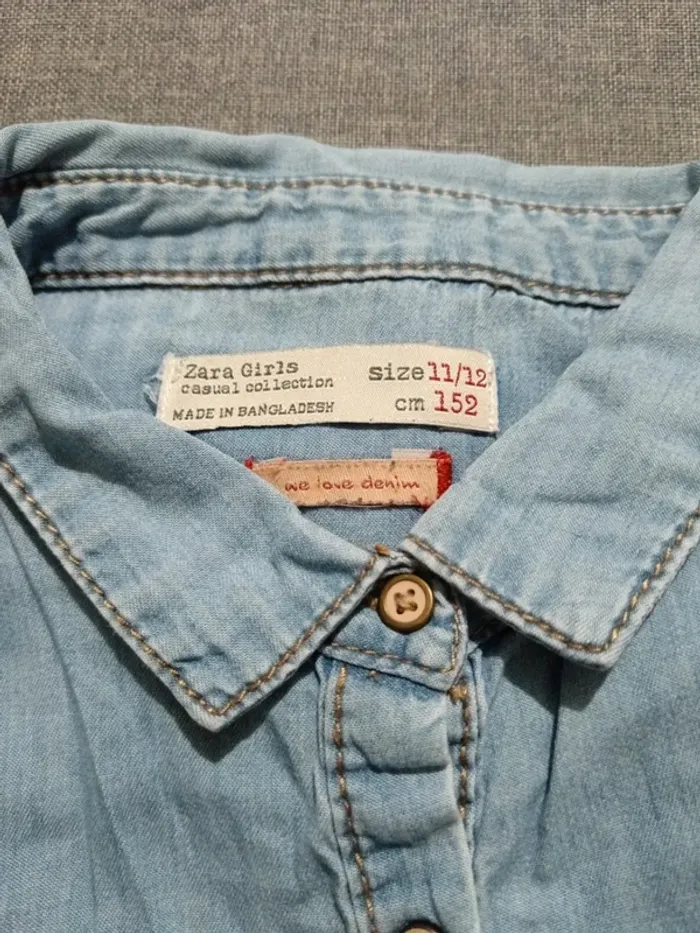 Zara Girls
casual collection
MADE IN BANGLADESH
size 11/12
cm 152
we love denim